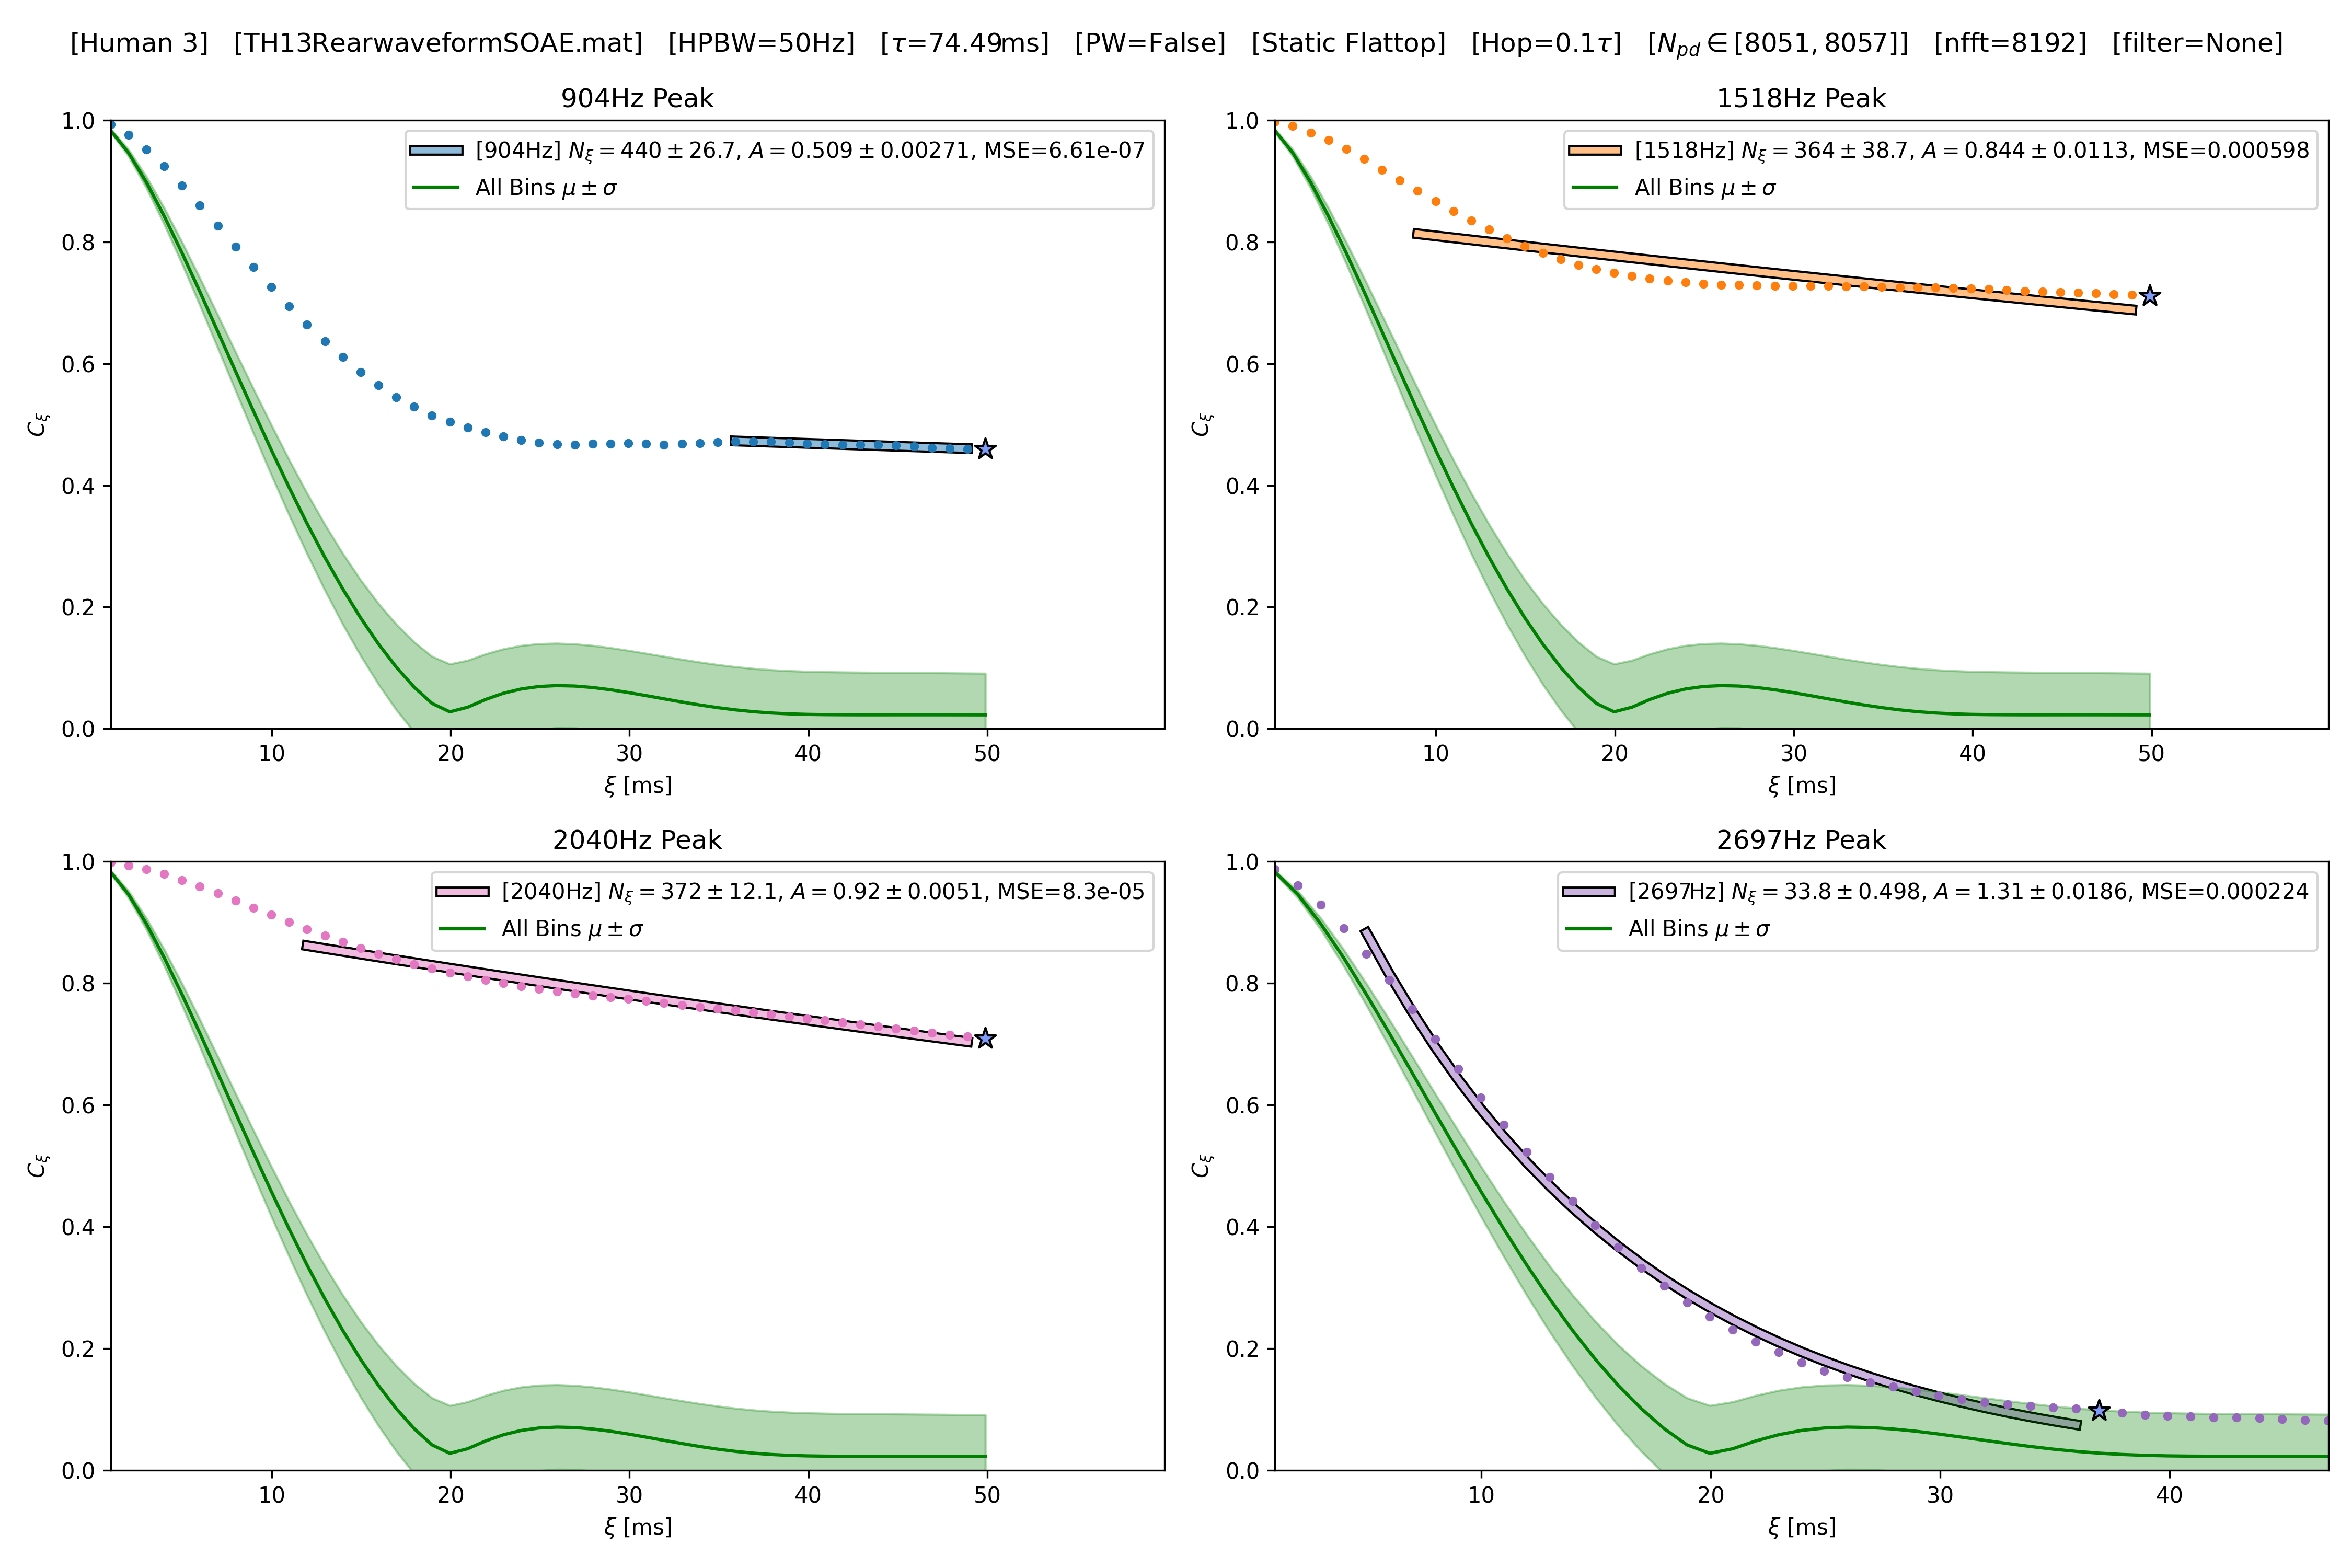 [Human 3] [TH13RearwaveformSOAE.mat] [HPBW=50Hz] [τ=74.49ms] [PW=False] [Static Flattop] [Hop=0.1τ] [N_pd ∈ [8051, 8057]] [nfft=8192] [filter=None]
904Hz Peak
[904Hz] N_ξ = 440 ± 26.7, A = 0.509 ± 0.00271, MSE=6.61e-07
All Bins μ ± σ
1.0
0.8
0.6
0.4
0.2
0.0
C_ξ
10 20 30 40 50
ξ [ms]
1518Hz Peak
[1518Hz] N_ξ = 364 ± 38.7, A = 0.844 ± 0.0113, MSE=0.000598
All Bins μ ± σ
1.0
0.8
0.6
0.4
0.2
0.0
C_ξ
10 20 30 40 50
ξ [ms]
2040Hz Peak
[2040Hz] N_ξ = 372 ± 12.1, A = 0.92 ± 0.0051, MSE=8.3e-05
All Bins μ ± σ
1.0
0.8
0.6
0.4
0.2
0.0
C_ξ
10 20 30 40 50
ξ [ms]
2697Hz Peak
[2697Hz] N_ξ = 33.8 ± 0.498, A = 1.31 ± 0.0186, MSE=0.000224
All Bins μ ± σ
1.0
0.8
0.6
0.4
0.2
0.0
C_ξ
10 20 30 40
ξ [ms]